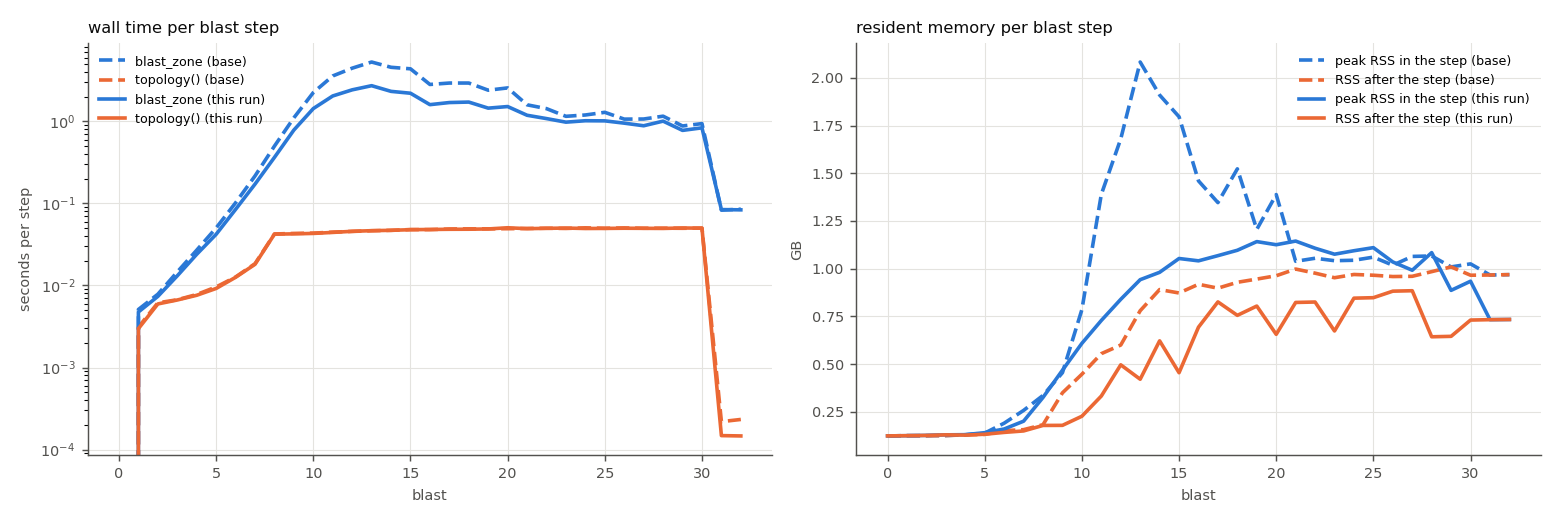 wall time per blast step
blast_zone (base)
topology() (base)
blast_zone (this run)
topology() (this run)
10^0
10^-1
10^-2
10^-3
10^-4
seconds per step
0 5 10 15 20 25 30
blast
resident memory per blast step
peak RSS in the step (base)
RSS after the step (base)
peak RSS in the step (this run)
RSS after the step (this run)
2.00
1.75
1.50
1.25
1.00
0.75
0.50
0.25
GB
0 5 10 15 20 25 30
blast